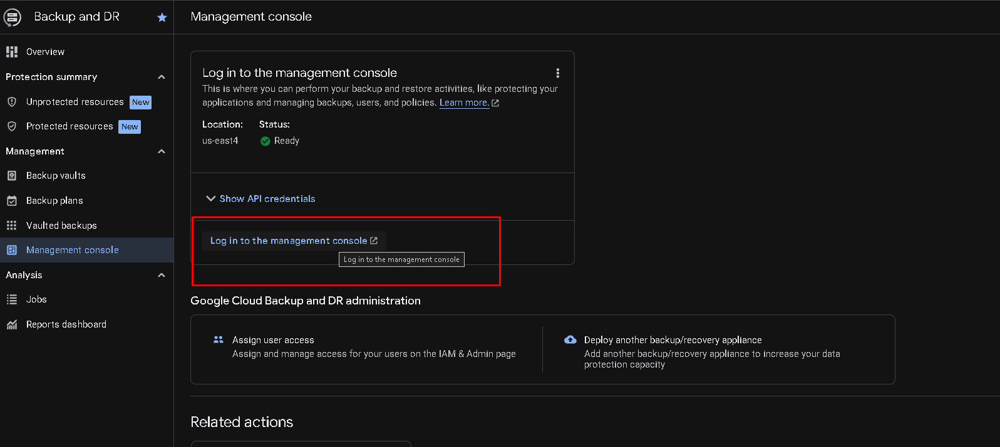 Backup and DR
Management console
Overview
Protection summary
Unprotected resources New
Protected resources New
Management
Backup vaults
Backup plans
Vaulted backups
Management console
Analysis
Jobs
Reports dashboard
Log in to the management console
This is where you can perform your backup and restore activities, like protecting your
applications and managing backups, users, and policies. Learn more.
Location: Status:
us-east4 Ready
Show API credentials
Log in to the management console
Log in to the management console
Google Cloud Backup and DR administration
Assign user access
Assign and manage access for your users on the IAM & Admin page
Deploy another backup/recovery appliance
Add another backup/recovery appliance to increase your data
protection capacity
Related actions